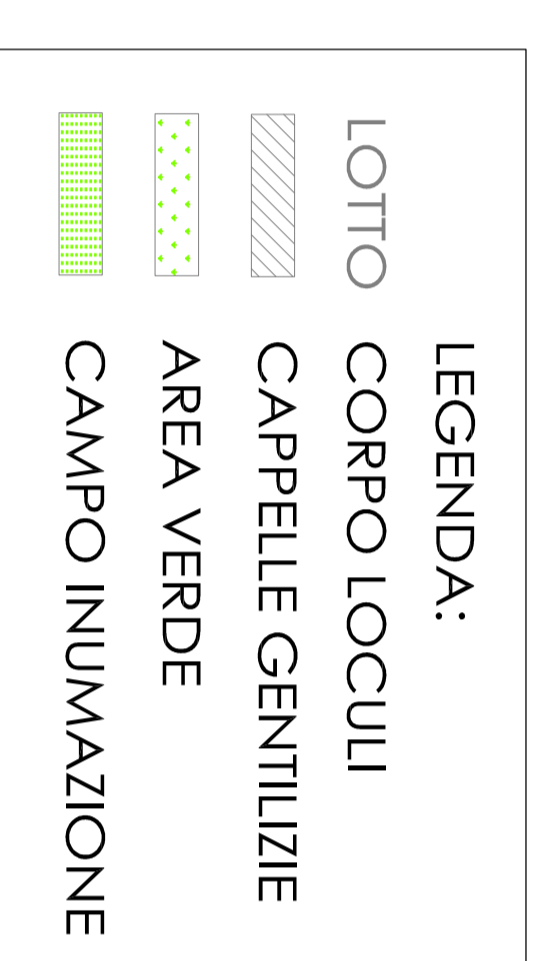 LEGENDA:
LOTTO CORPO LOCULI
CAPPELLE GENTILIZIE
AREA VERDE
CAMPO INUMAZIONE